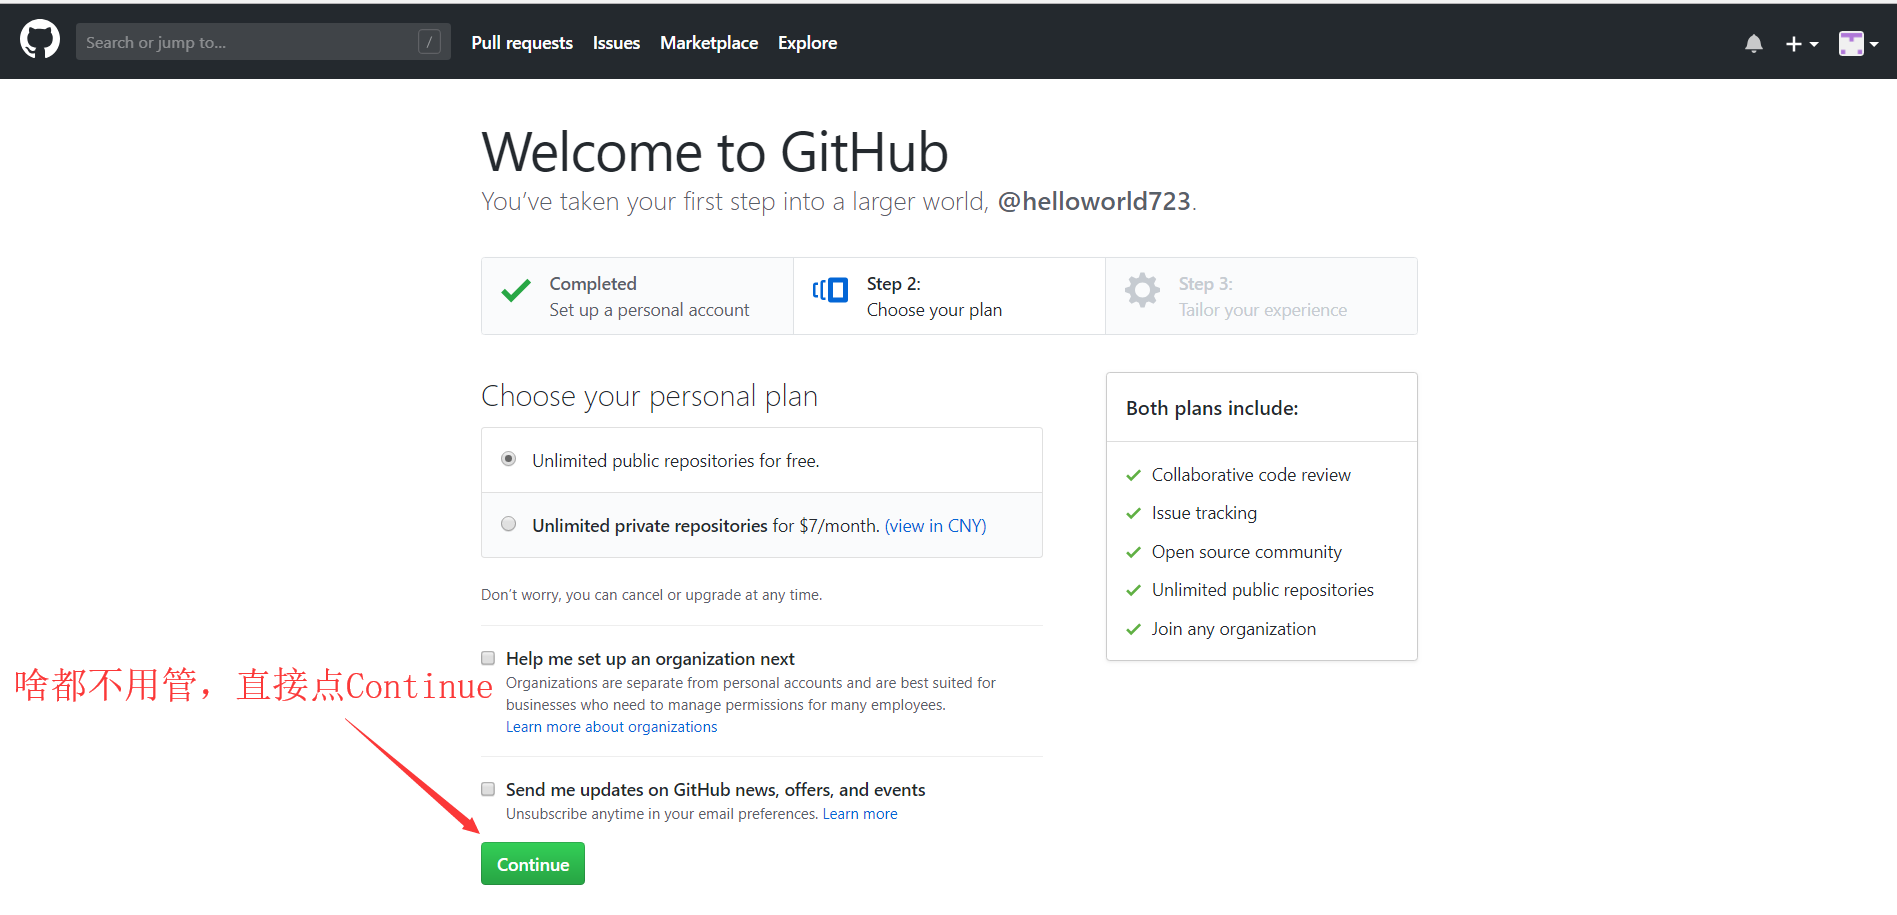 Search or jump to... /
Pull requests
Issues
Marketplace
Explore
Welcome to GitHub
You’ve taken your first step into a larger world, @helloworld723.
Completed
Set up a personal account
Step 2:
Choose your plan
Step 3:
Tailor your experience
Choose your personal plan
Unlimited public repositories for free.
Unlimited private repositories for $7/month. (view in CNY)
Don’t worry, you can cancel or upgrade at any time.
Both plans include:
Collaborative code review
Issue tracking
Open source community
Unlimited public repositories
Join any organization
Help me set up an organization next
Organizations are separate from personal accounts and are best suited for
businesses who need to manage permissions for many employees.
Learn more about organizations
啥都不用管，直接点Continue
Send me updates on GitHub news, offers, and events
Unsubscribe anytime in your email preferences. Learn more
Continue